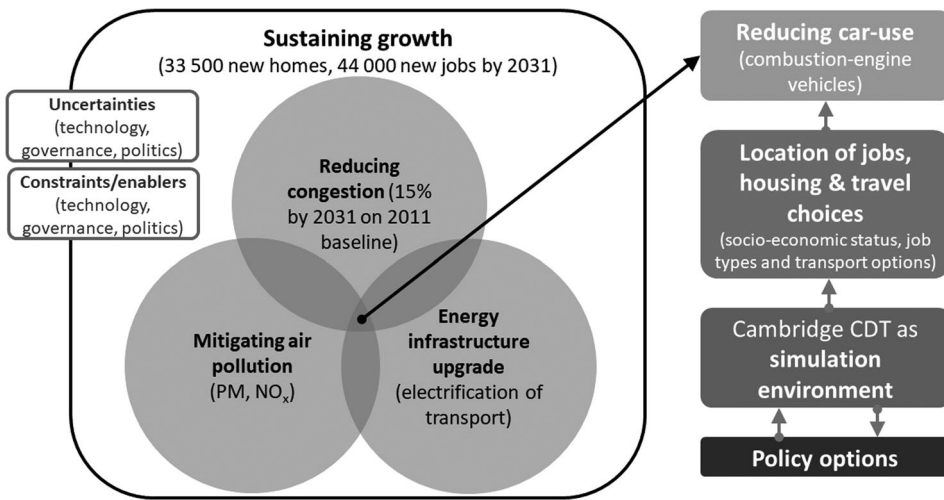 Sustaining growth
(33 500 new homes, 44 000 new jobs by 2031)
Uncertainties
(technology,
governance, politics)
Constraints/enablers
(technology,
governance, politics)
Reducing
congestion (15%
by 2031 on 2011
baseline)
Mitigating air
pollution
(PM, NOₓ)
Energy
infrastructure
upgrade
(electrification of
transport)
Reducing car-use
(combustion-engine
vehicles)
Location of jobs,
housing & travel
choices
(socio-economic status, job
types and transport options)
Cambridge CDT as
simulation
environment
Policy options